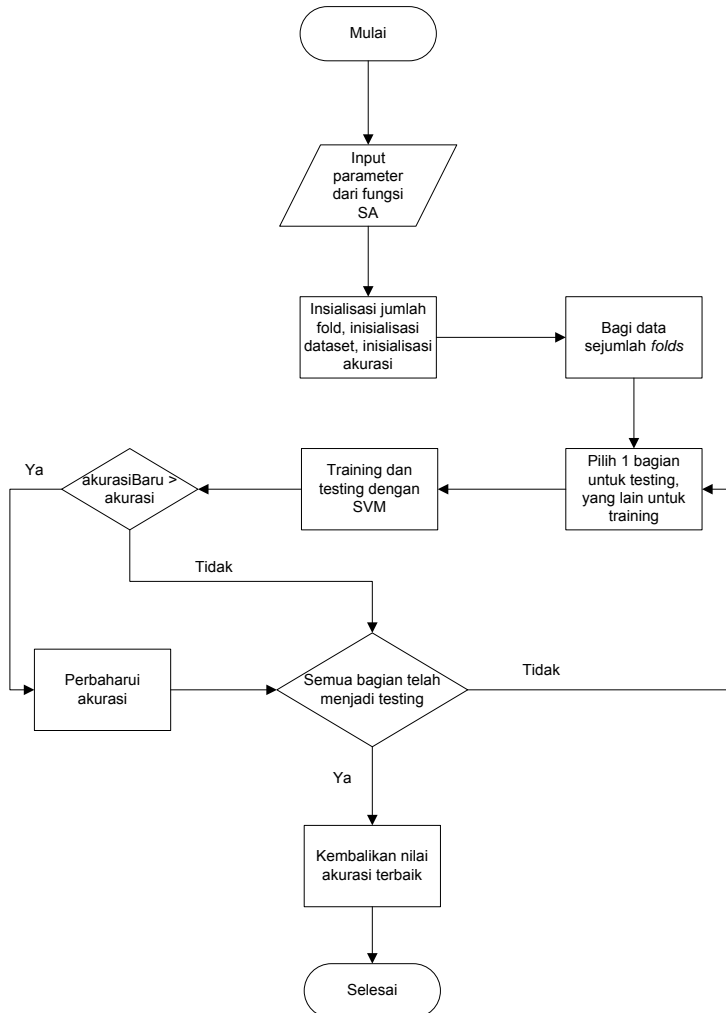 Mulai
Input
parameter
dari fungsi
SA
Insialisasi jumlah
fold, inisialisasi
dataset, inisialisasi
akurasi
Bagi data
sejumlah folds
Pilih 1 bagian
untuk testing,
yang lain untuk
training
Training dan
testing dengan
SVM
akurasiBaru >
akurasi
Ya
Tidak
Perbaharui
akurasi
Semua bagian telah
menjadi testing
Tidak
Ya
Kembalikan nilai
akurasi terbaik
Selesai